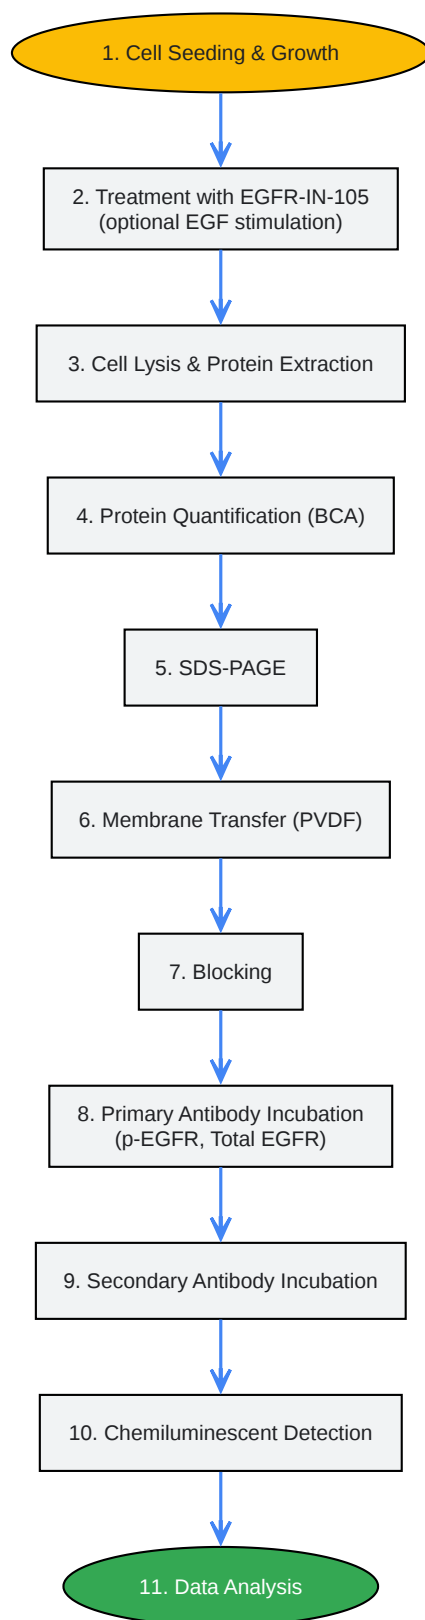 1. Cell Seeding & Growth
2. Treatment with EGFR-IN-105
(optional EGF stimulation)
3. Cell Lysis & Protein Extraction
4. Protein Quantification (BCA)
5. SDS-PAGE
6. Membrane Transfer (PVDF)
7. Blocking
8. Primary Antibody Incubation
(p-EGFR, Total EGFR)
9. Secondary Antibody Incubation
10. Chemiluminescent Detection
11. Data Analysis